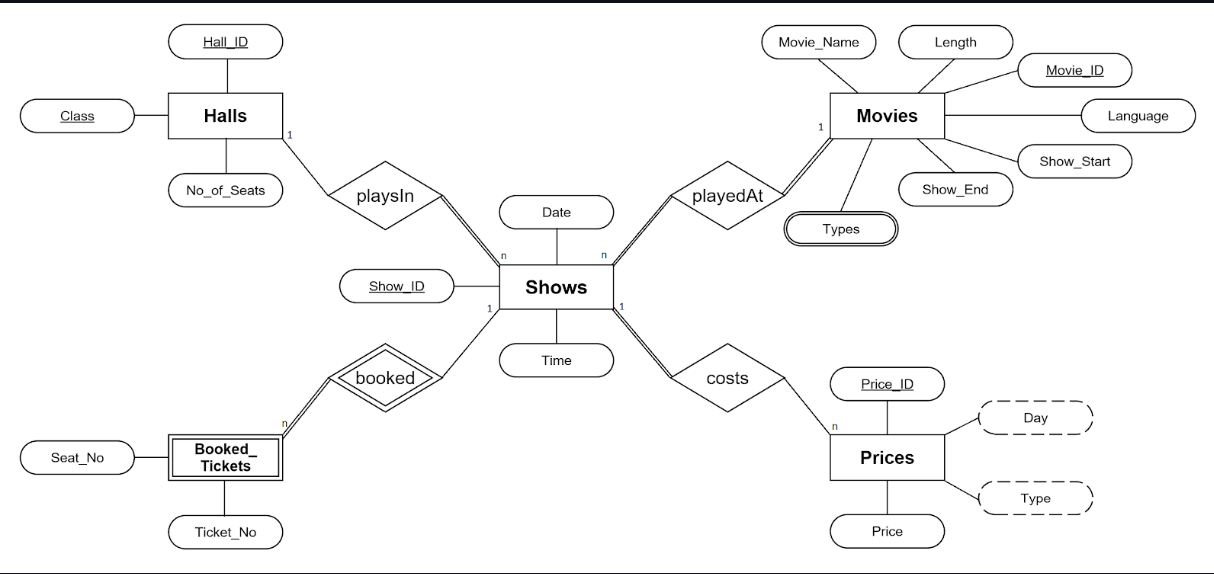 Hall_ID
Movie_Name
Length
Movie_ID
Class
Halls
Movies
Language
1
1
Show_Start
No_of_Seats
playsIn
playedAt
Show_End
Date
Types
n
n
Show_ID
Shows
1
1
Time
booked
costs
Price_ID
Day
n
n
Seat_No
Booked_
Tickets
Prices
Type
Ticket_No
Price